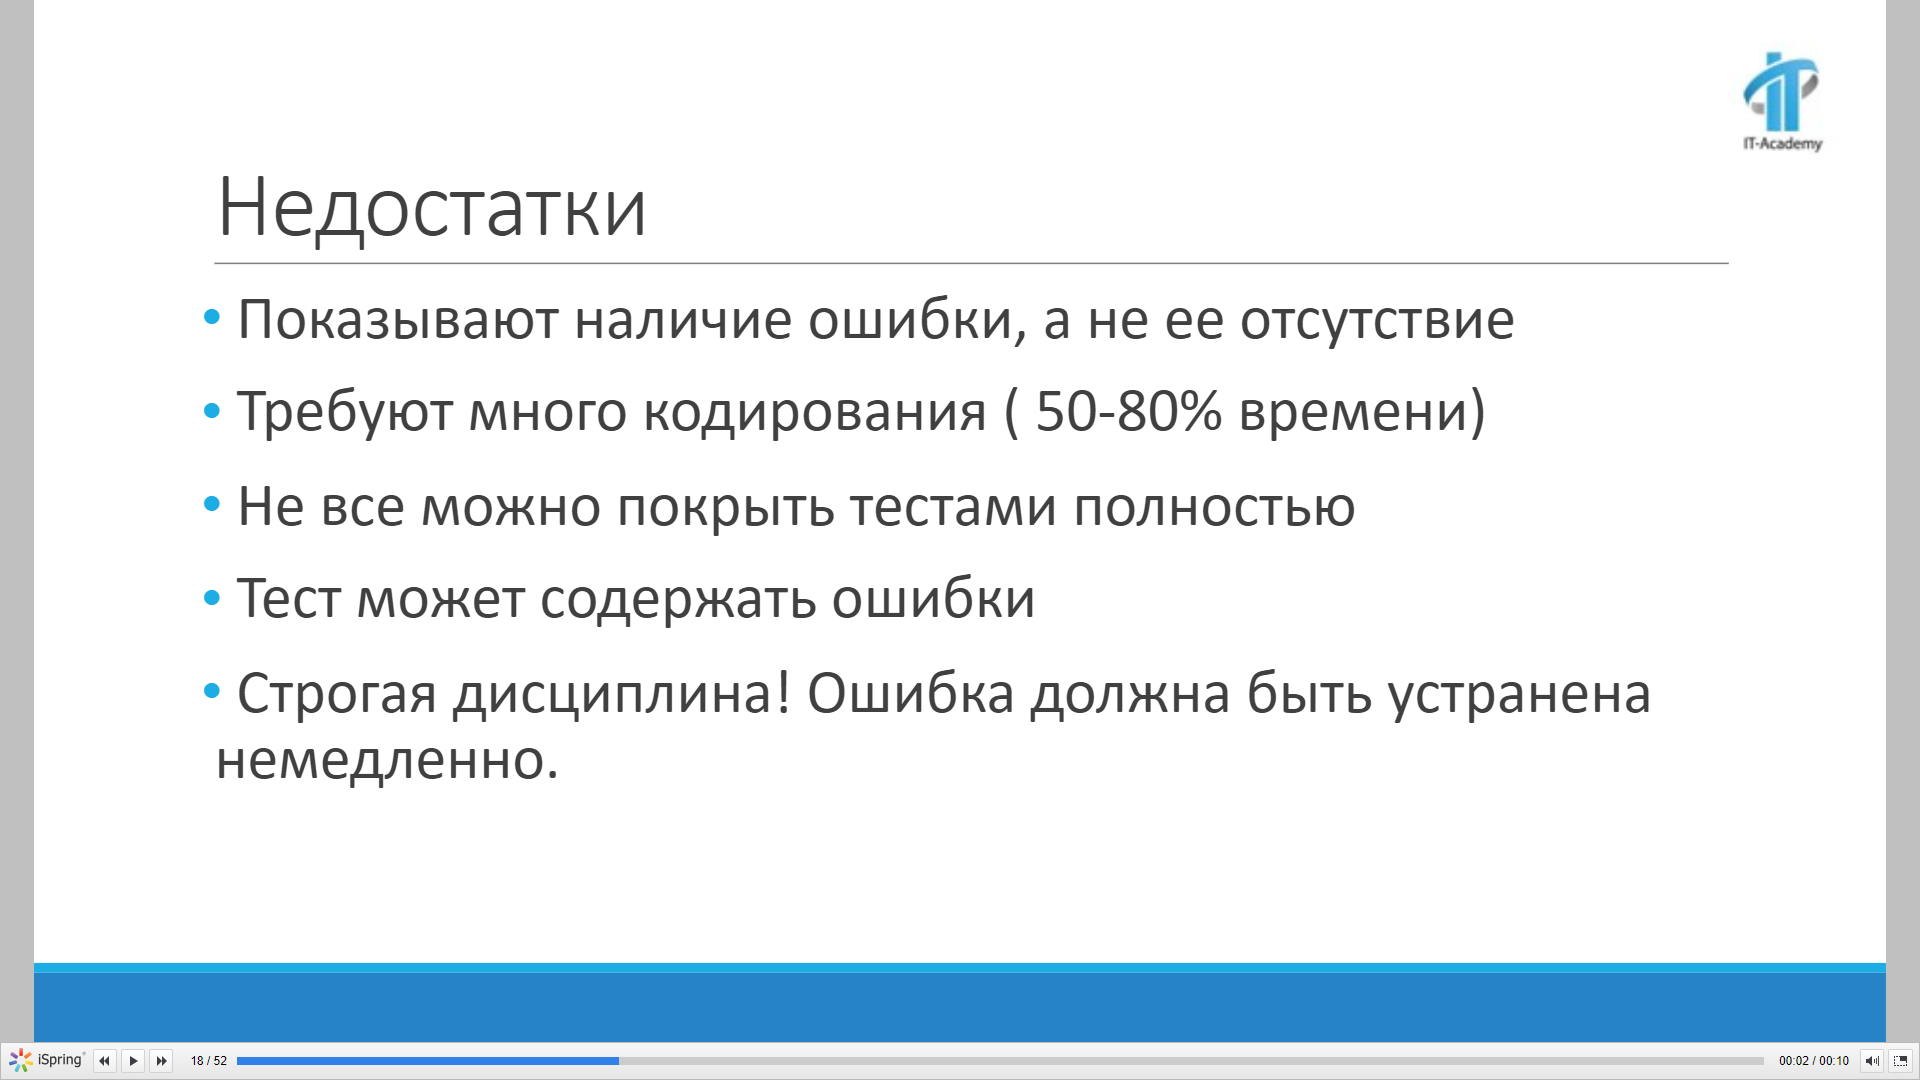 IT-Academy
Недостатки
• Показывают наличие ошибки, а не ее отсутствие
• Требуют много кодирования ( 50-80% времени)
• Не все можно покрыть тестами полностью
• Тест может содержать ошибки
• Строгая дисциплина! Ошибка должна быть устранена
немедленно.
iSpring 18 / 52 00:02 / 00:10